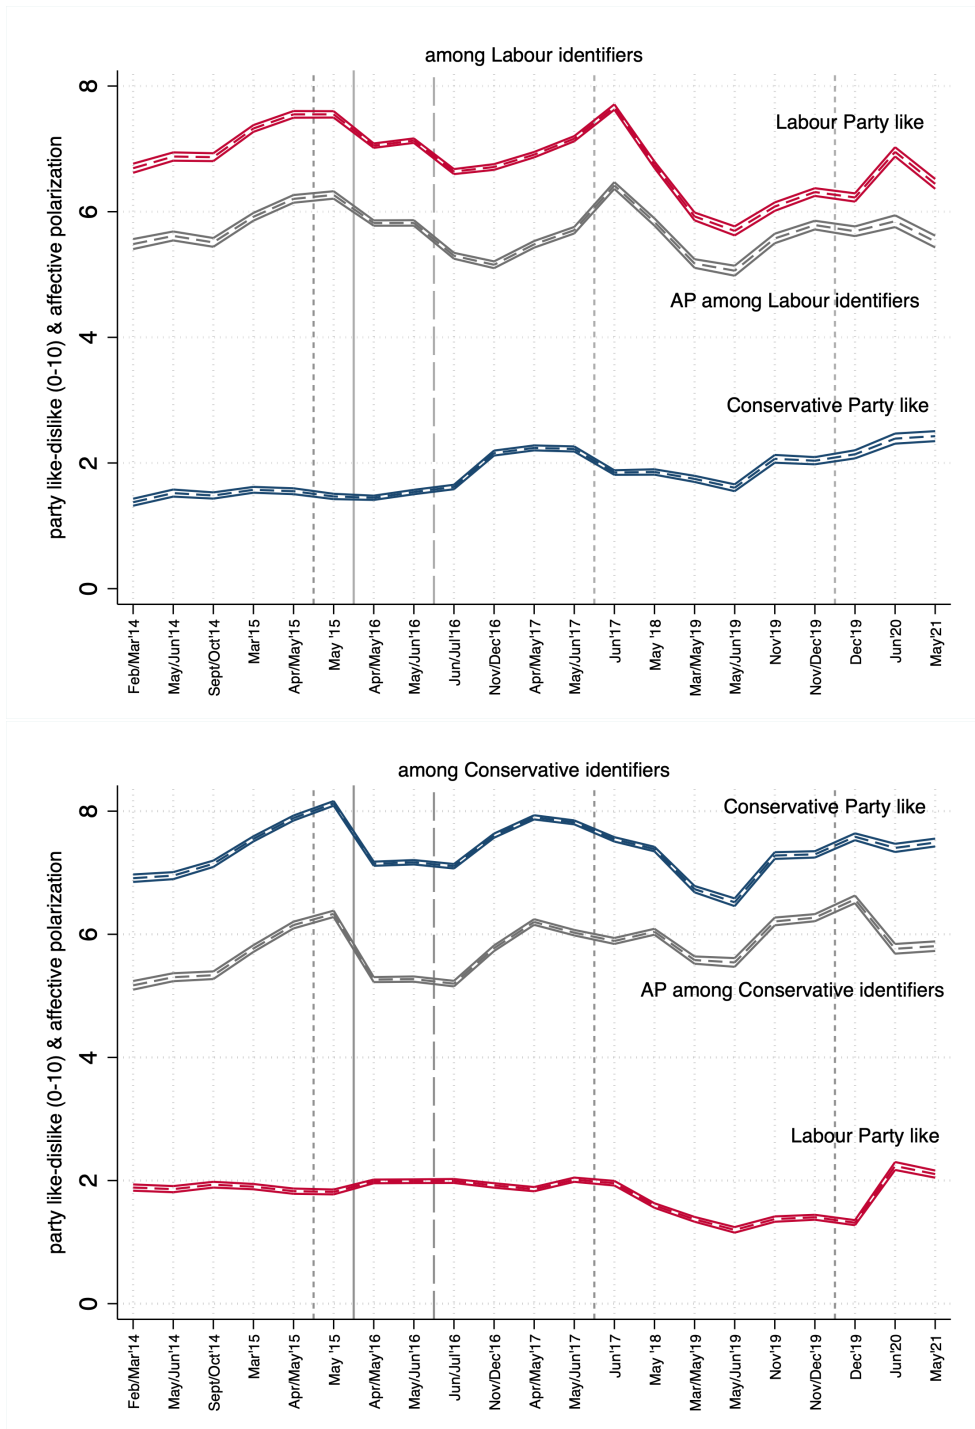 among Labour identifiers
party like-dislike (0-10) & affective polarization
8
6
4
2
0
Labour Party like
AP among Labour identifiers
Conservative Party like
Feb/Mar'14
May/Jun'14
Sept/Oct'14
Mar'15
Apr/May'15
May '15
Apr/May'16
May/Jun'16
Jun/Jul'16
Nov/Dec'16
Apr/May'17
May/Jun'17
Jun'17
May '18
Mar/May'19
May/Jun'19
Nov'19
Nov/Dec'19
Dec'19
Jun'20
May'21
among Conservative identifiers
party like-dislike (0-10) & affective polarization
8
6
4
2
0
Conservative Party like
AP among Conservative identifiers
Labour Party like
Feb/Mar'14
May/Jun'14
Sept/Oct'14
Mar'15
Apr/May'15
May '15
Apr/May'16
May/Jun'16
Jun/Jul'16
Nov/Dec'16
Apr/May'17
May/Jun'17
Jun'17
May '18
Mar/May'19
May/Jun'19
Nov'19
Nov/Dec'19
Dec'19
Jun'20
May'21